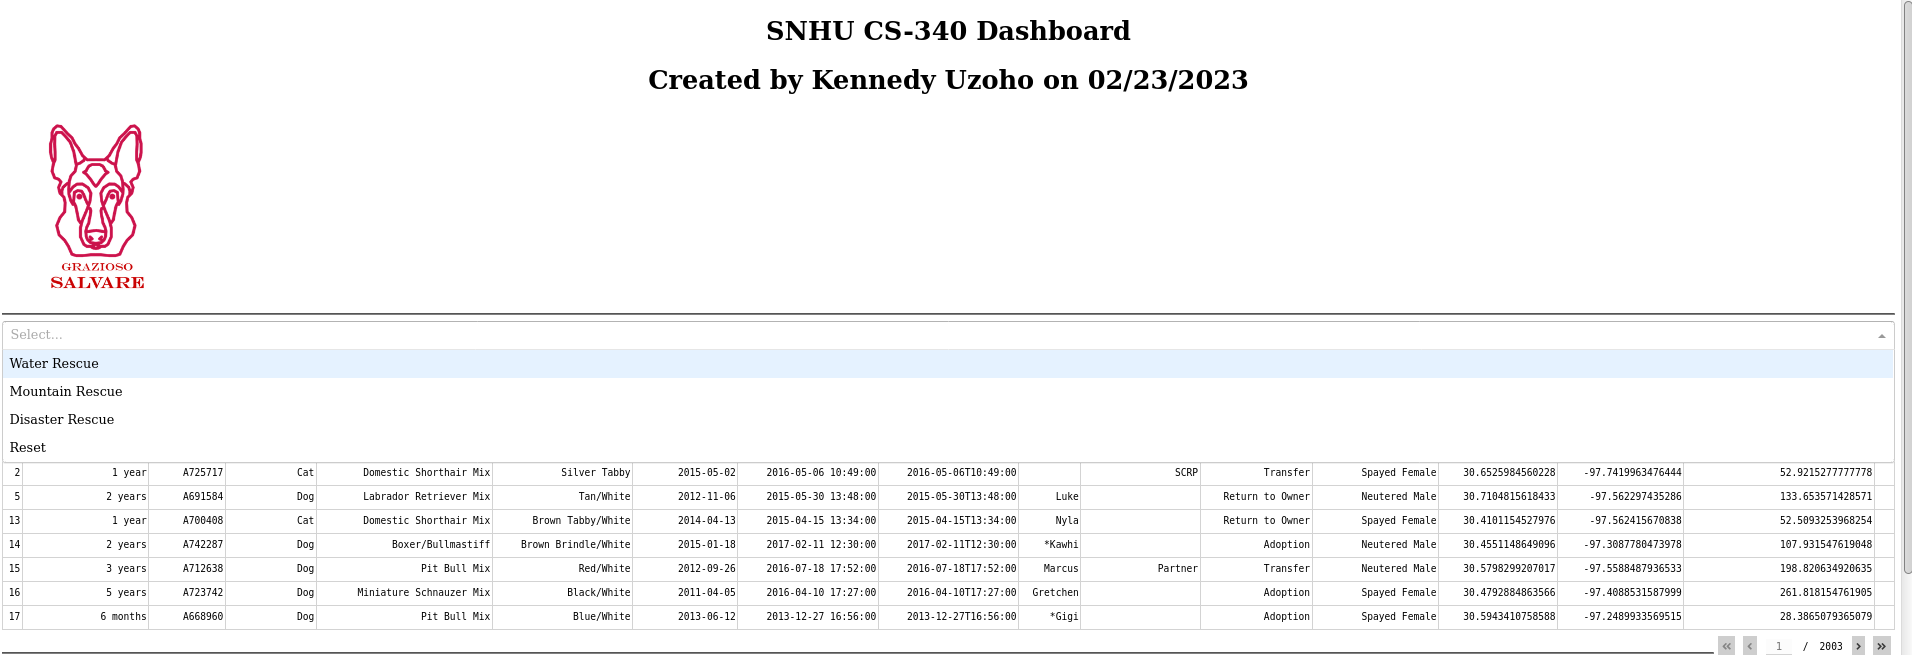 SNHU CS-340 Dashboard
Created by Kennedy Uzoho on 02/23/2023
GRAZIOSO
SALVARE
Select...
Water Rescue
Mountain Rescue
Disaster Rescue
Reset
2 1 year A725717 Cat Domestic Shorthair Mix Silver Tabby 2015-05-02 2016-05-06 10:49:00 2016-05-06T10:49:00 SCRP Transfer Spayed Female 30.6525984560228 -97.7419963476444 52.9215277777778
5 2 years A691584 Dog Labrador Retriever Mix Tan/White 2012-11-06 2015-05-30 13:48:00 2015-05-30T13:48:00 Luke Return to Owner Neutered Male 30.7104815618433 -97.562297435286 133.653571428571
13 1 year A700408 Cat Domestic Shorthair Mix Brown Tabby/White 2014-04-13 2015-04-15 13:34:00 2015-04-15T13:34:00 Nyla Return to Owner Spayed Female 30.4101154527976 -97.562415670838 52.5093253968254
14 2 years A742287 Dog Boxer/Bullmastiff Brown Brindle/White 2015-01-18 2017-02-11 12:30:00 2017-02-11T12:30:00 *Kawhi Adoption Neutered Male 30.4551148649096 -97.3087780473978 107.931547619048
15 3 years A712638 Dog Pit Bull Mix Red/White 2012-09-26 2016-07-18 17:52:00 2016-07-18T17:52:00 Marcus Partner Transfer Neutered Male 30.5798299207017 -97.5588487936533 198.820634920635
16 5 years A723742 Dog Miniature Schnauzer Mix Black/White 2011-04-05 2016-04-10 17:27:00 2016-04-10T17:27:00 Gretchen Adoption Spayed Female 30.4792884863566 -97.4088531587999 261.818154761905
17 6 months A668960 Dog Pit Bull Mix Blue/White 2013-06-12 2013-12-27 16:56:00 2013-12-27T16:56:00 *Gigi Adoption Spayed Female 30.5943410758588 -97.2489933569515 28.3865079365079
« ‹ 1 / 2003 › »